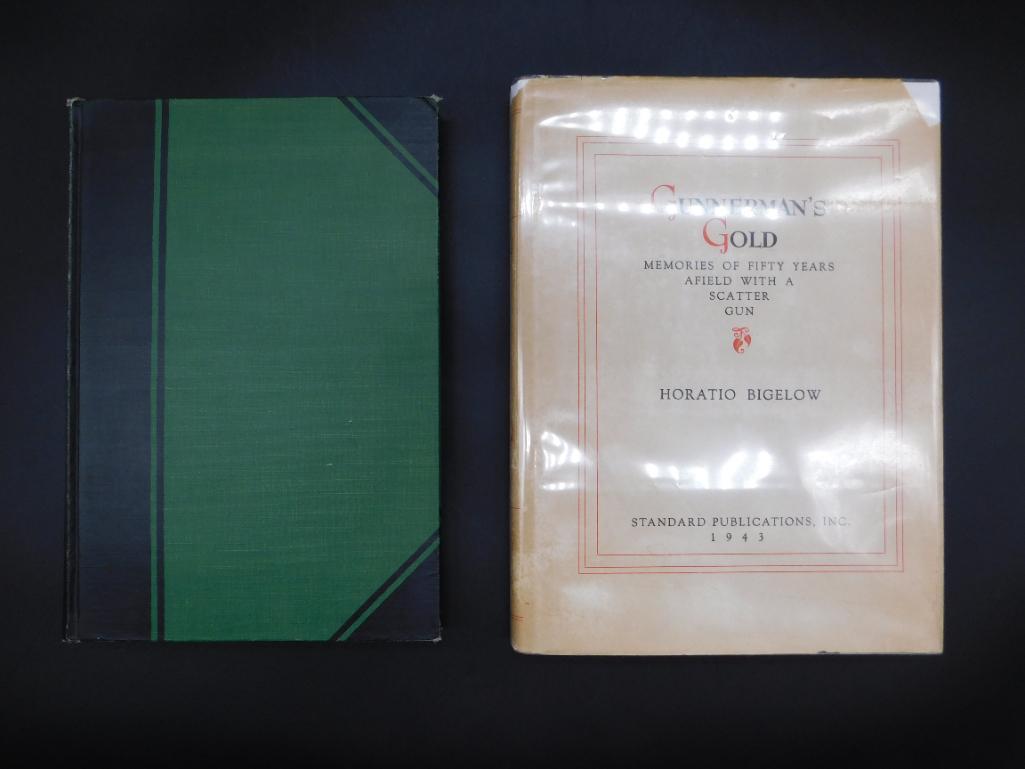 GUNNERMAN'S
GOLD
MEMORIES OF FIFTY YEARS
AFIELD WITH A
SCATTER
GUN
HORATIO BIGELOW
STANDARD PUBLICATIONS, INC.
1943